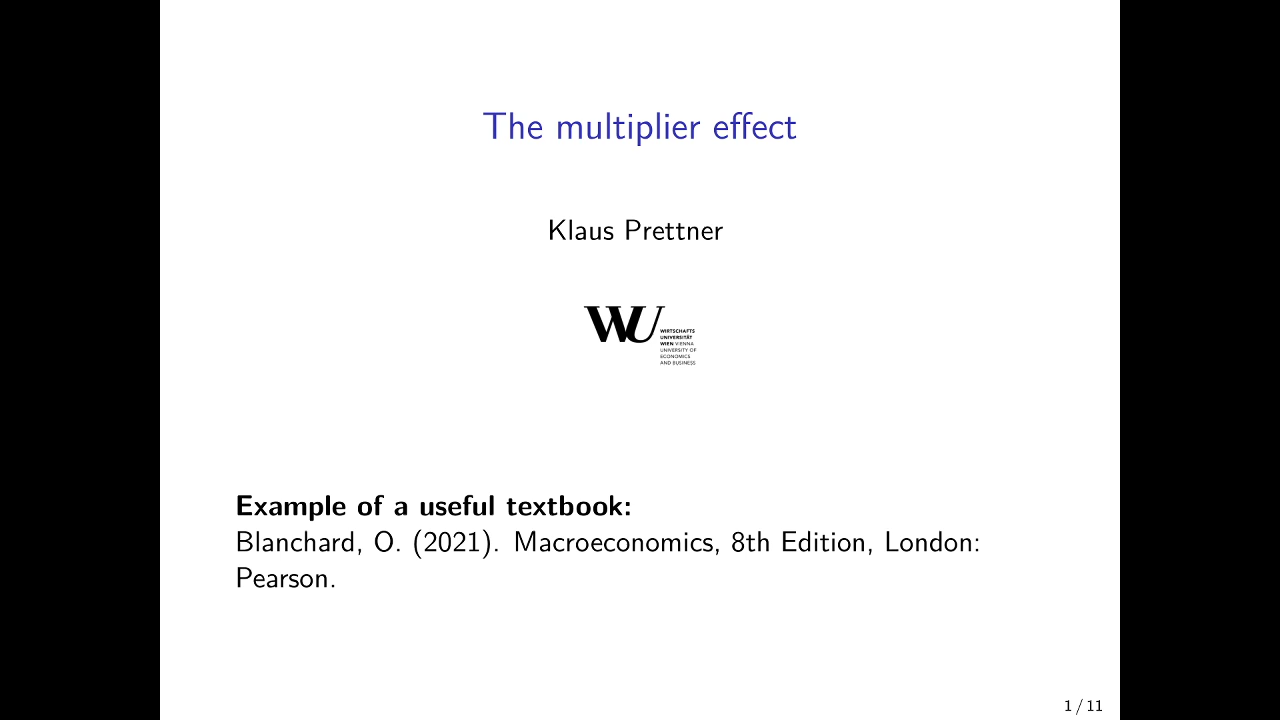 The multiplier effect
Klaus Prettner
WU
WIRTSCHAFTS
UNIVERSITÄT
WIEN VIENNA
UNIVERSITY OF
ECONOMICS
AND BUSINESS
Example of a useful textbook:
Blanchard, O. (2021). Macroeconomics, 8th Edition, London:
Pearson.
1 / 11